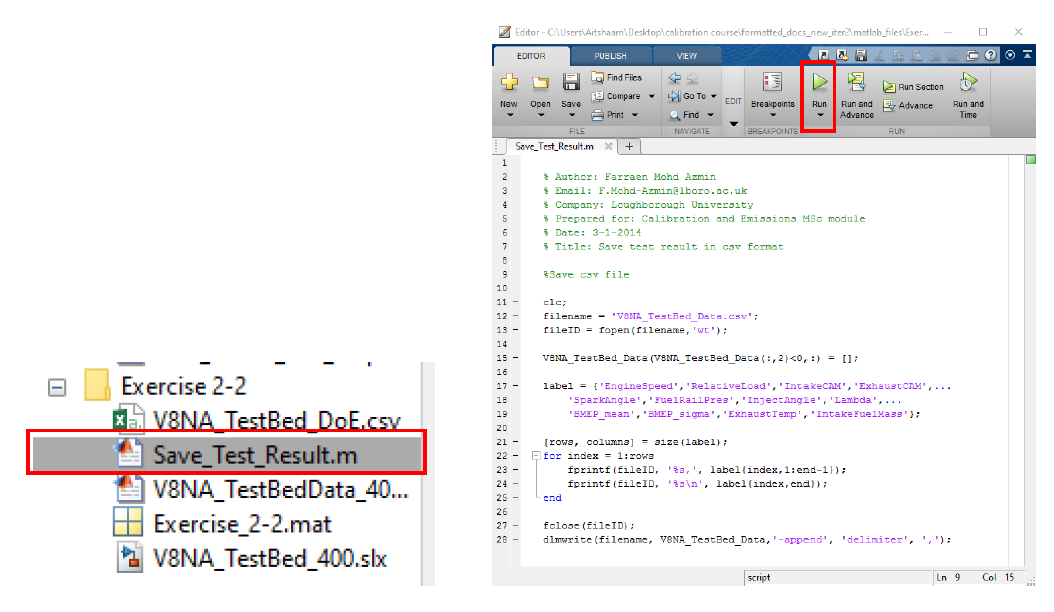 Exercise 2-2
V8NA_TestBed_DoE.csv
Save_Test_Result.m
V8NA_TestBedData_40...
Exercise_2-2.mat
V8NA_TestBed_400.slx
Editor - C:\Users\Aitshaam\Desktop\calibration course\formatted_docs_new_iter2\matlab_files\Exer...
EDITOR PUBLISH VIEW
New Open Save Find Files Compare Print Go To Find EDIT Breakpoints Run Run and Advance Run Section Advance Run and Time
FILE NAVIGATE BREAKPOINTS RUN
Save_Test_Result.m
1
2 % Author: Farraen Mohd Azmin
3 % Email: F.Mohd-Azmin@lboro.ac.uk
4 % Company: Loughborough University
5 % Prepared for: Calibration and Emissions MSc module
6 % Date: 3-1-2014
7 % Title: Save test result in csv format
8
9 %Save csv file
10
11 - clc;
12 - filename = 'V8NA_TestBed_Data.csv';
13 - fileID = fopen(filename,'wt');
14
15 - V8NA_TestBed_Data(V8NA_TestBed_Data(:,2)<0,:) = [];
16
17 - label = {'EngineSpeed','RelativeLoad','IntakeCAM','ExhaustCAM',...
18 'SparkAngle','FuelRailPres','InjectAngle','Lambda',...
19 'BMEP_mean','BMEP_sigma','ExhaustTemp','IntakeFuelMass'};
20
21 - [rows, columns] = size(label);
22 - for index = 1:rows
23 - fprintf(fileID, '%s,', label{index,1:end-1});
24 - fprintf(fileID, '%s\n', label{index,end});
25 - end
26
27 - fclose(fileID);
28 - dlmwrite(filename, V8NA_TestBed_Data,'-append', 'delimiter', ',');
script Ln 9 Col 15